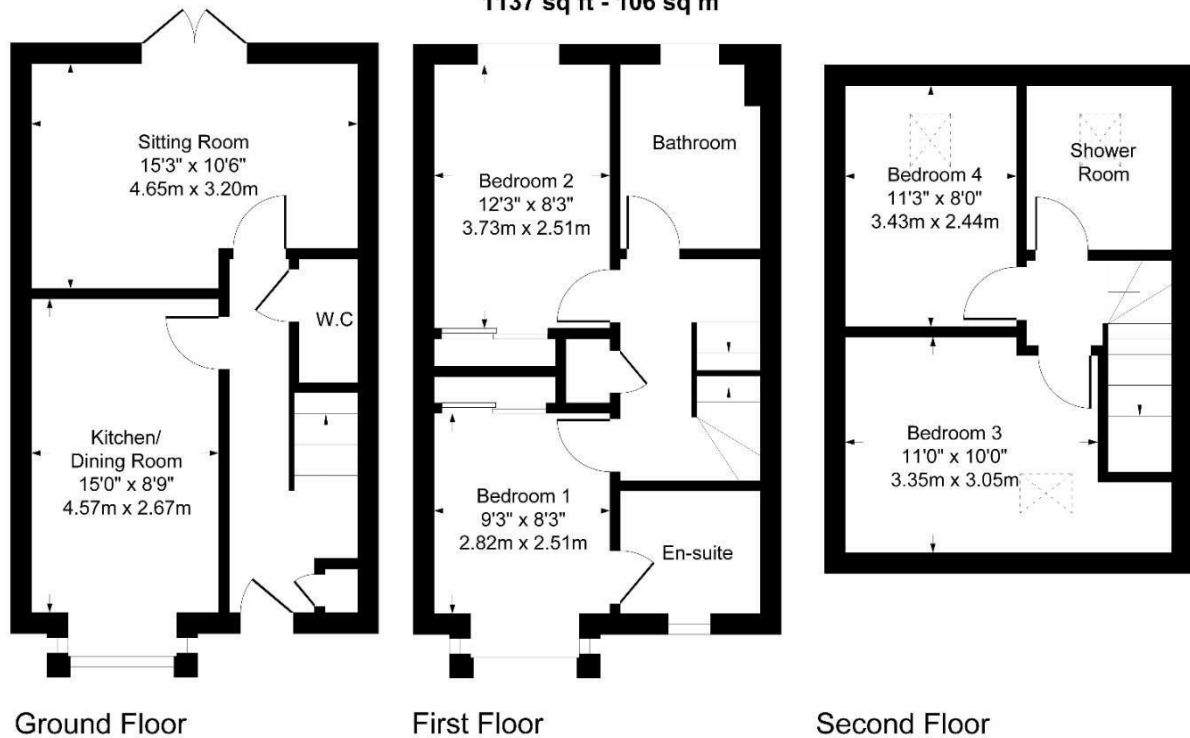 1137 sq ft - 106 sq m
Sitting Room
15'3" x 10'6"
4.65m x 3.20m
W.C
Kitchen/
Dining Room
15'0" x 8'9"
4.57m x 2.67m
Ground Floor
Bedroom 2
12'3" x 8'3"
3.73m x 2.51m
Bathroom
Bedroom 1
9'3" x 8'3"
2.82m x 2.51m
En-suite
First Floor
Bedroom 4
11'3" x 8'0"
3.43m x 2.44m
Shower
Room
Bedroom 3
11'0" x 10'0"
3.35m x 3.05m
Second Floor